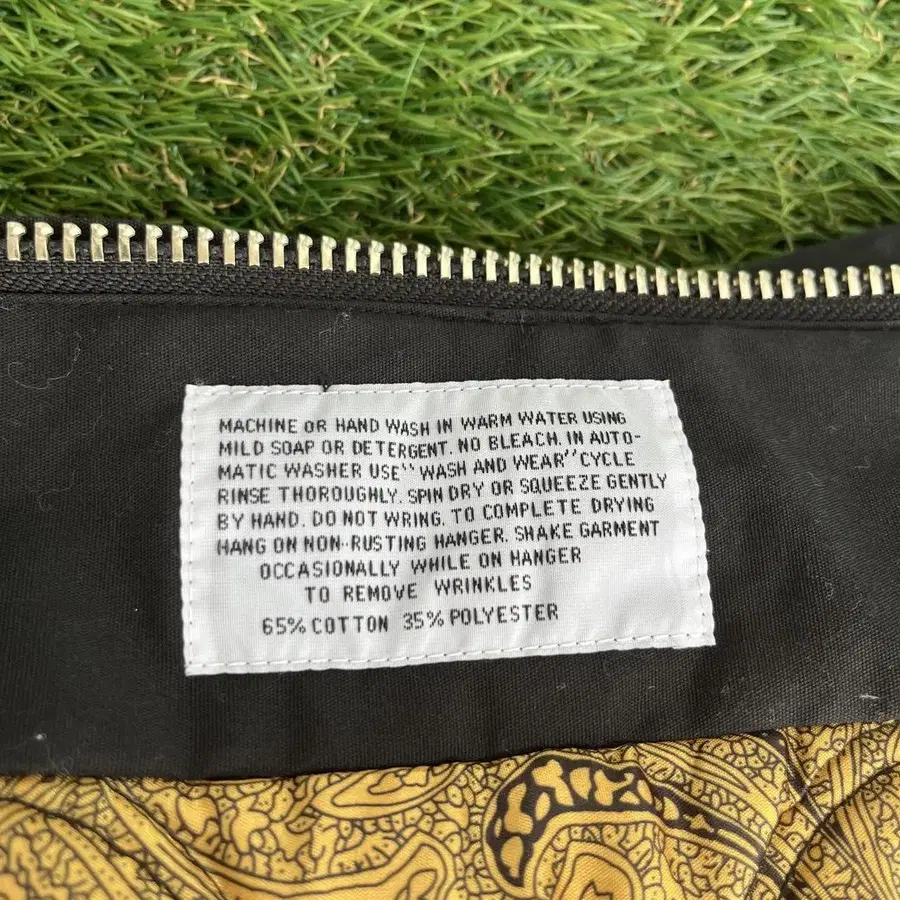 MACHINE OR HAND WASH IN WARM WATER USING
MILD SOAP OR DETERGENT. NO BLEACH. IN AUTO-
MATIC WASHER USE "WASH AND WEAR" CYCLE
RINSE THOROUGHLY. SPIN DRY OR SQUEEZE GENTLY
BY HAND. DO NOT WRING. TO COMPLETE DRYING
HANG ON NON-RUSTING HANGER. SHAKE GARMENT
OCCASIONALLY WHILE ON HANGER
TO REMOVE WRINKLES
65% COTTON 35% POLYESTER